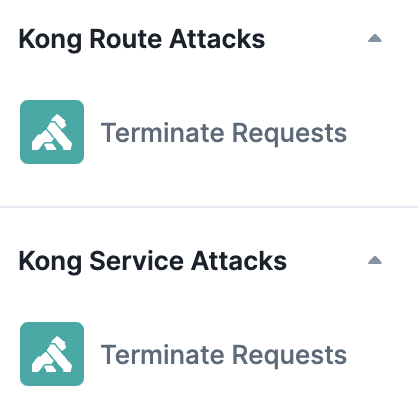 Kong Route Attacks
Terminate Requests
Kong Service Attacks
Terminate Requests